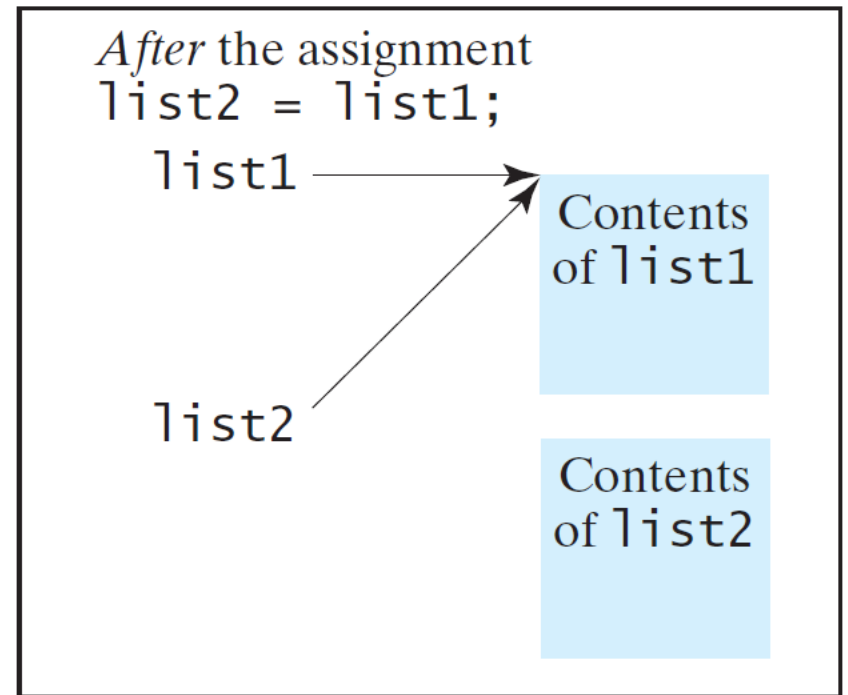 After the assignment
list2 = list1;
list1
Contents
of list1
list2
Contents
of list2